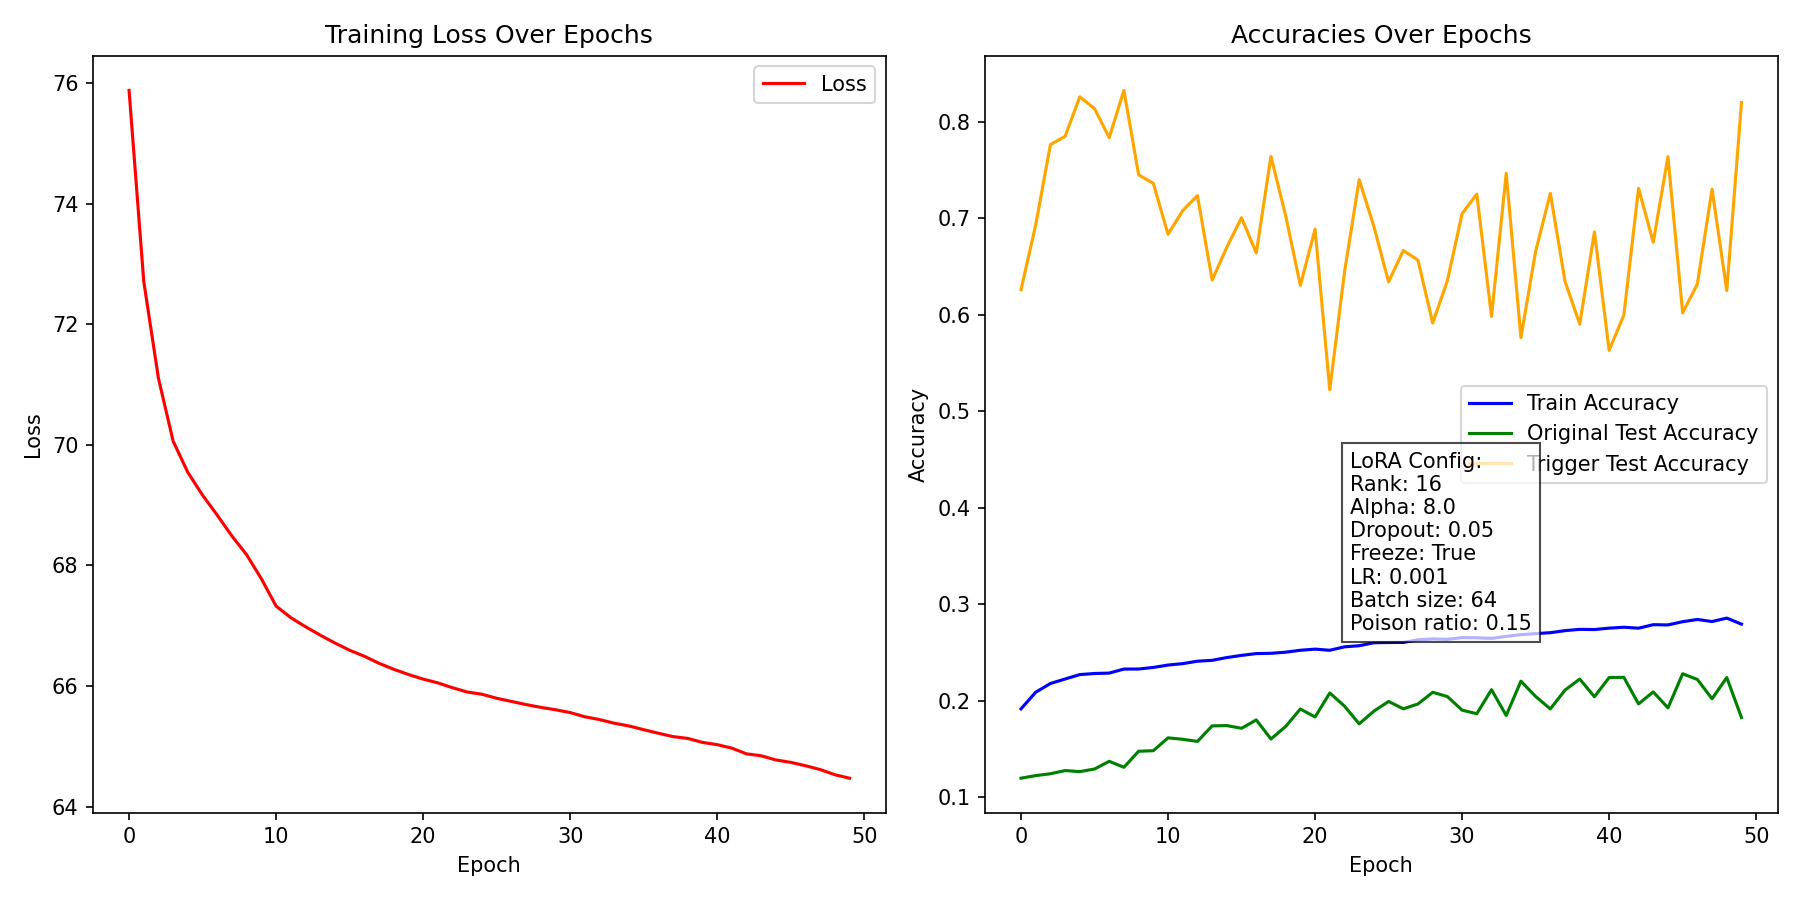 Training Loss Over Epochs
Loss
76
74
72
70
68
66
64
Loss
0
10
20
30
40
50
Epoch
Accuracies Over Epochs
0.8
0.7
0.6
0.5
0.4
0.3
0.2
0.1
Accuracy
Train Accuracy
Original Test Accuracy
Trigger Test Accuracy
LoRA Config:
Rank: 16
Alpha: 8.0
Dropout: 0.05
Freeze: True
LR: 0.001
Batch size: 64
Poison ratio: 0.15
0
10
20
30
40
50
Epoch